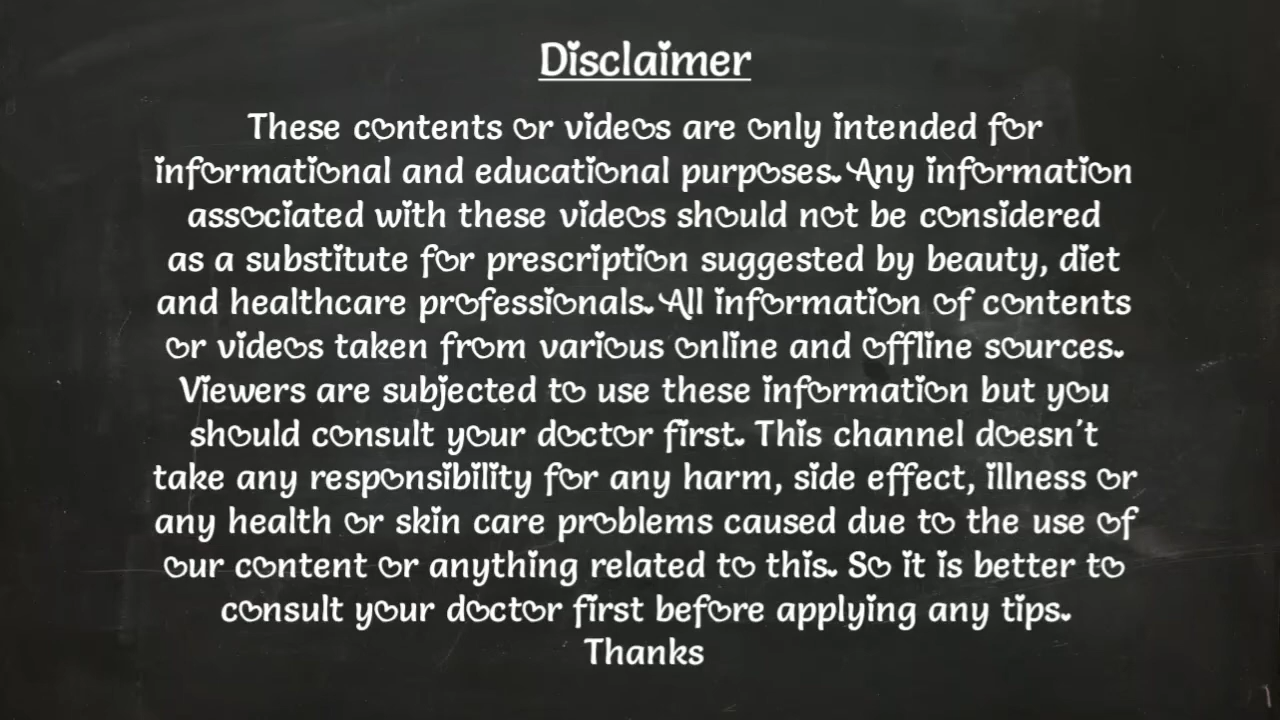 Disclaimer
These contents or videos are only intended for
informational and educational purposes. Any information
associated with these videos should not be considered
as a substitute for prescription suggested by beauty, diet
and healthcare professionals. All information of contents
or videos taken from various online and offline sources.
Viewers are subjected to use these information but you
should consult your doctor first. This channel doesn't
take any responsibility for any harm, side effect, illness or
any health or skin care problems caused due to the use of
our content or anything related to this. So it is better to
consult your doctor first before applying any tips.
Thanks